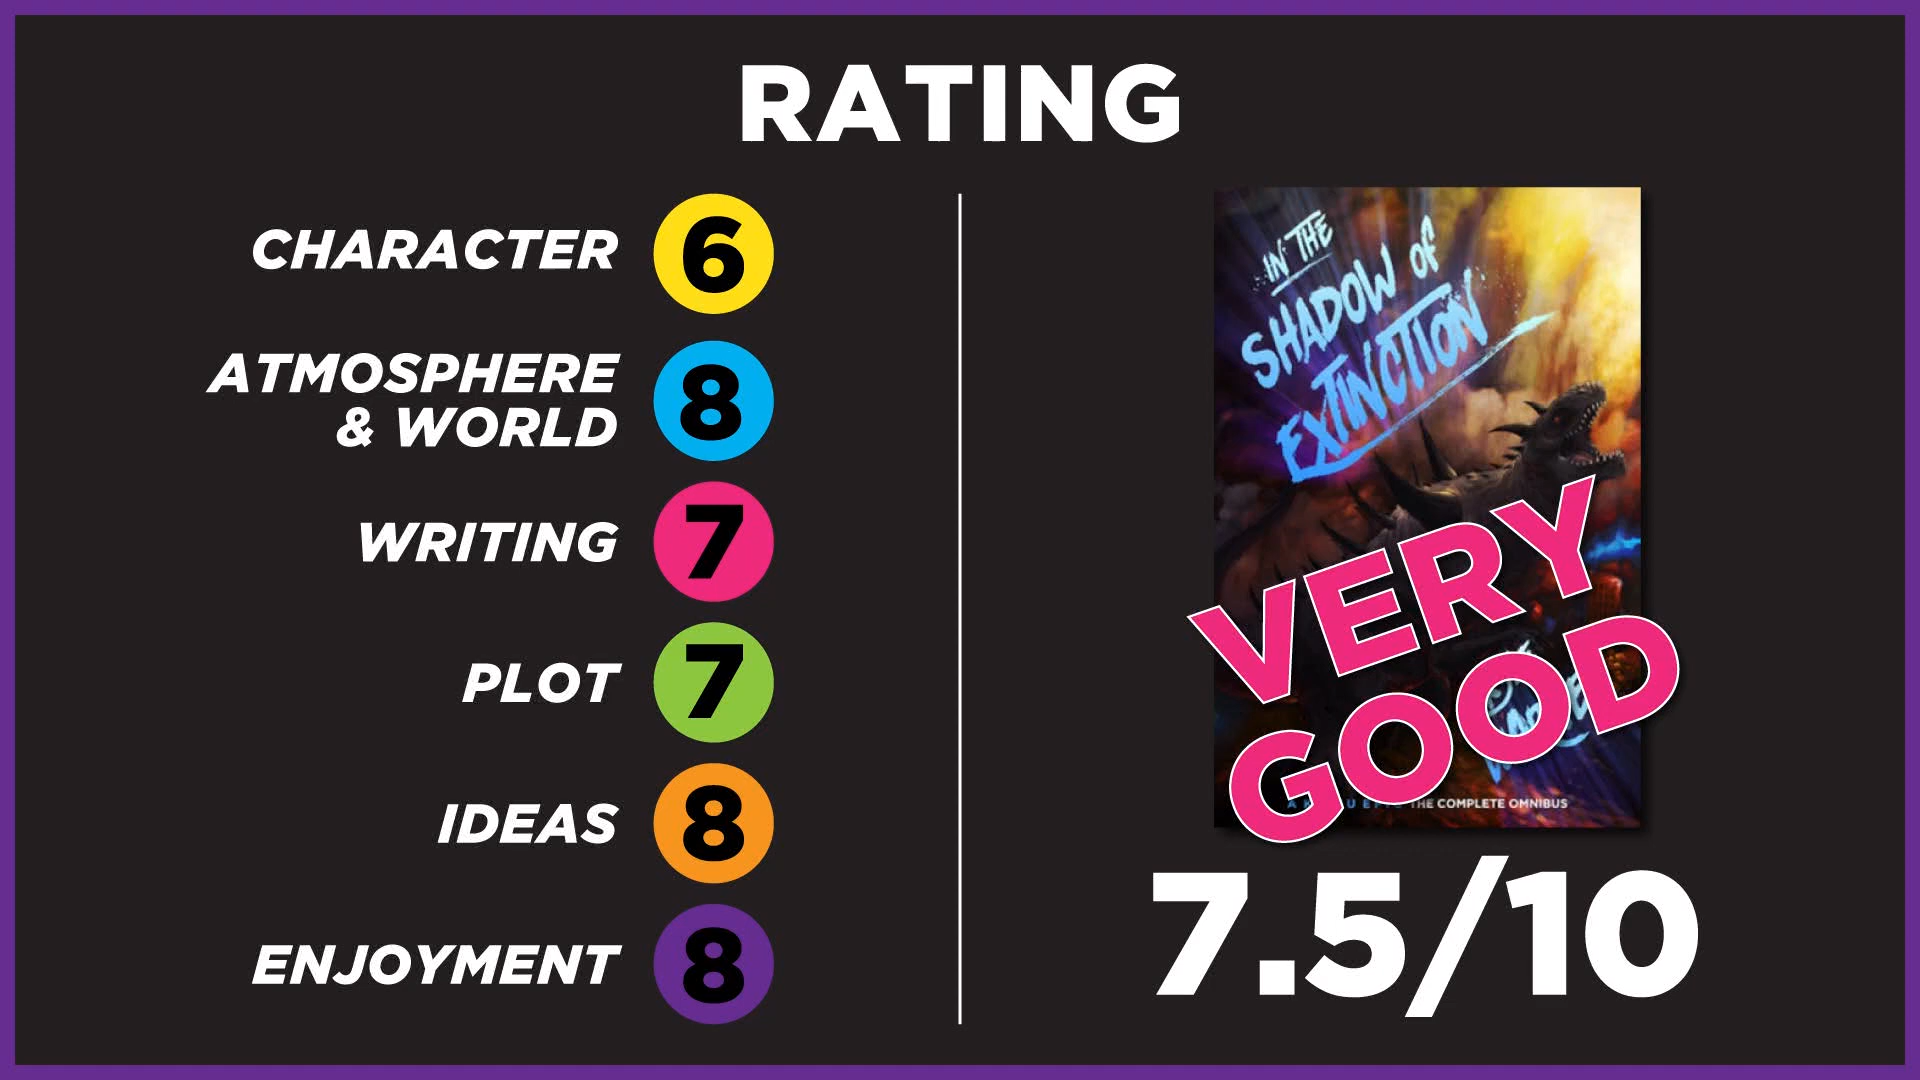 RATING
CHARACTER 6
ATMOSPHERE
& WORLD 8
WRITING 7
PLOT 7
IDEAS 8
ENJOYMENT 8
IN THE
SHADOW OF
EXTINCTION
VERY
GOOD
THE COMPLETE OMNIBUS
7.5/10